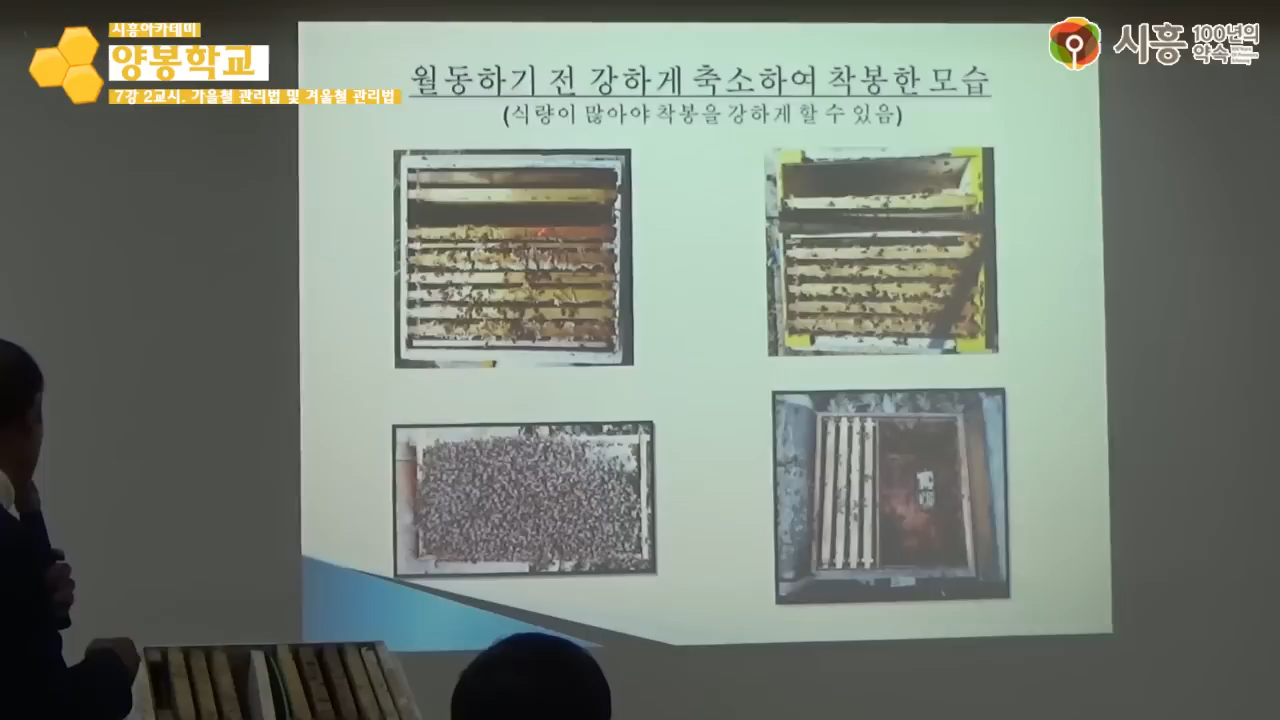 시흥아카데미
양봉학교
7강 2교시. 가을철 관리법 및 겨울철 관리법
시흥 100년의 약속
월동하기 전 강하게 축소하여 착봉한 모습
(식량이 많아야 착봉을 강하게 할 수 있음)